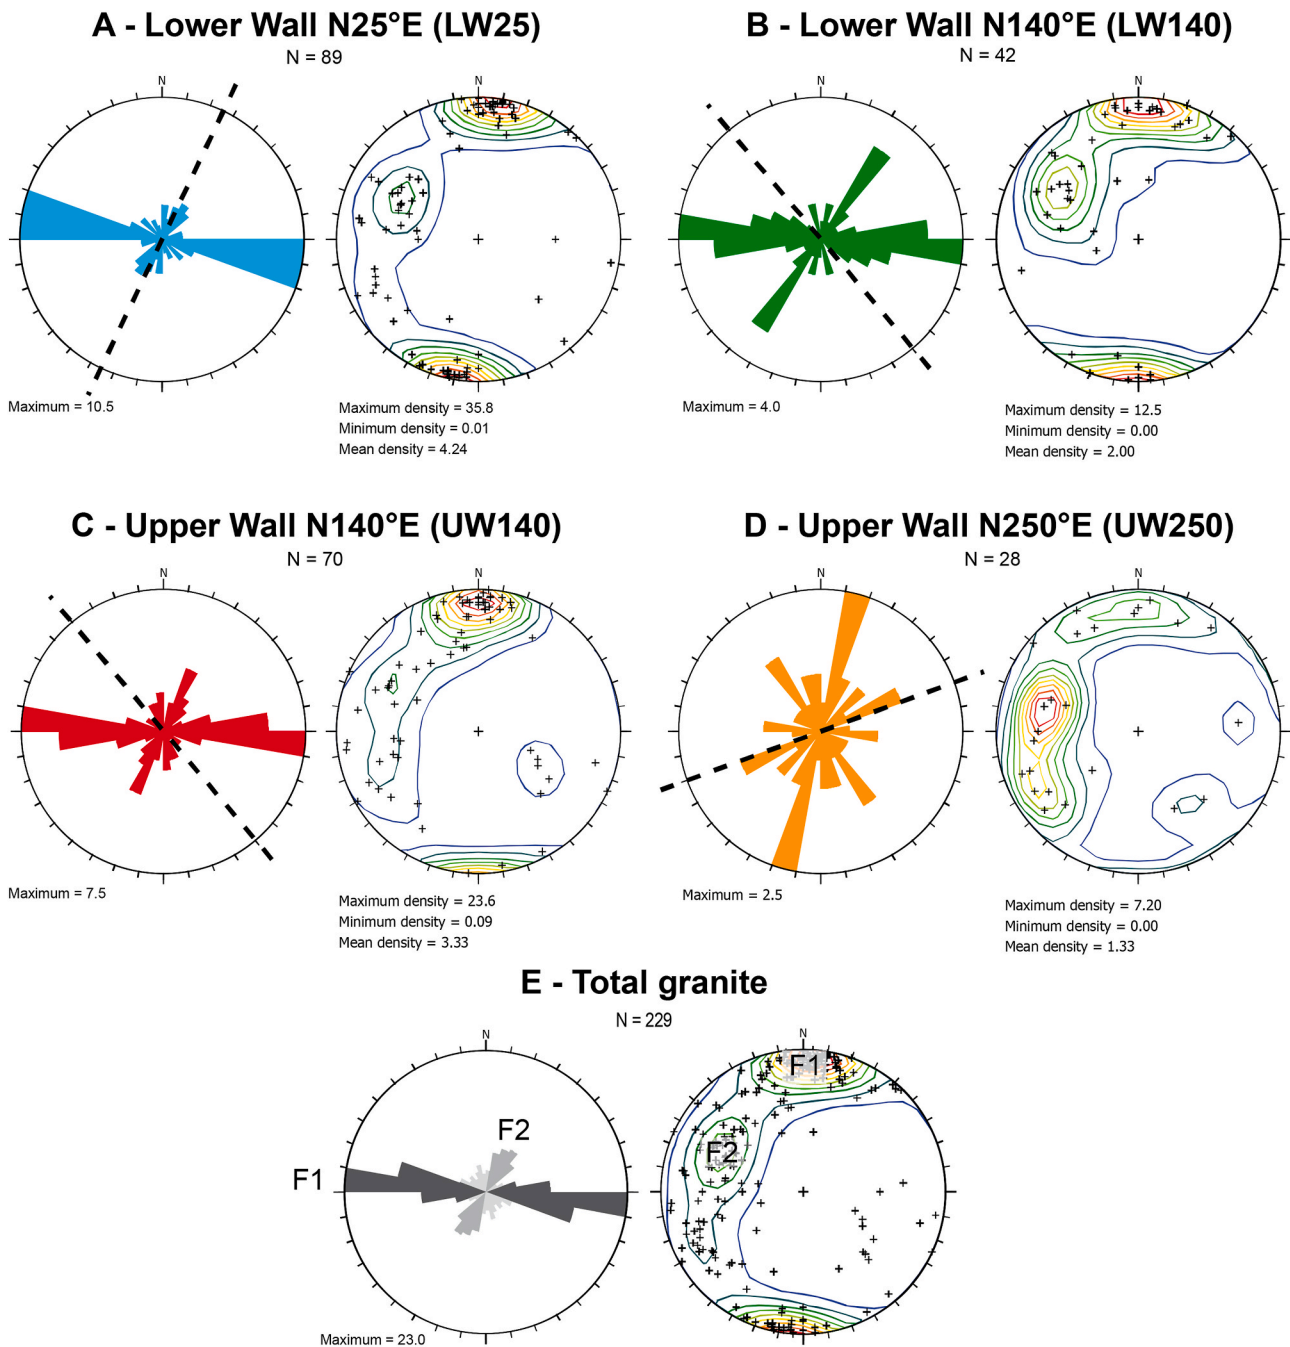 A - Lower Wall N25°E (LW25)
N = 89
N
N
Maximum = 10.5
Maximum density = 35.8
Minimum density = 0.01
Mean density = 4.24
B - Lower Wall N140°E (LW140)
N = 42
N
N
Maximum = 4.0
Maximum density = 12.5
Minimum density = 0.00
Mean density = 2.00
C - Upper Wall N140°E (UW140)
N = 70
N
N
Maximum = 7.5
Maximum density = 23.6
Minimum density = 0.09
Mean density = 3.33
D - Upper Wall N250°E (UW250)
N = 28
N
N
Maximum = 2.5
Maximum density = 7.20
Minimum density = 0.00
Mean density = 1.33
E - Total granite
N = 229
N
N
F1
F2
F1
F2
Maximum = 23.0